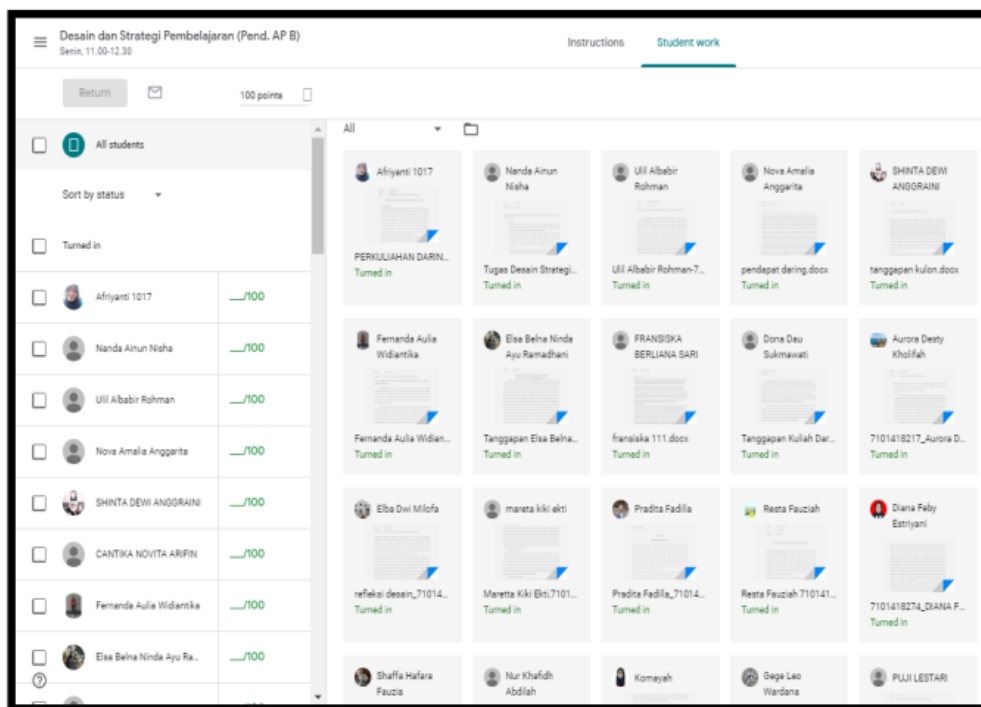 Desain dan Strategi Pembelajaran (Pend. AP B)
Senin, 11.00-12.30
Instructions
Student work
Return
100 points
All students
Sort by status
Turned in
Afriyanti 1017
__/100
Nanda Ainun Nisha
__/100
Ulil Albabir Rohman
__/100
Nova Amalia Anggarita
__/100
SHINTA DEWI ANGGRAINI
__/100
CANTIKA NOVITA ARIFIN
__/100
Fernanda Aulia Widiantika
__/100
Elsa Belna Ninda Ayu Ra...
__/100
All
Afriyanti 1017
PERKULIAHAN DARIN...
Turned in
Nanda Ainun
Nisha
Tugas Desain Strategi...
Turned in
Ulil Albabir
Rohman
Ulil Albabir Rohman-7...
Turned in
Nova Amalia
Anggarita
pendapat daring.docx
Turned in
SHINTA DEWI
ANGGRAINI
tanggapan kulon.docx
Turned in
Fernanda Aulia
Widiantika
Fernanda Aulia Widian...
Turned in
Elsa Belna Ninda
Ayu Ramadhani
Tanggapan Elsa Belna...
Turned in
FRANSISKA
BERLIANA SARI
fransiska 111.docx
Turned in
Dona Dau
Sukmawati
Tanggapan Kuliah Dar...
Turned in
Aurora Desty
Kholifah
7101418217_Aurora D...
Turned in
Elba Dwi Milofa
refleksi desain_71014...
Turned in
mareta kiki ekti
Maretta Kiki Ekti,7101...
Turned in
Pradita Fadilla
Pradita Fadilla_71014...
Turned in
Resta Fauziah
Resta Fauziah 710141...
Turned in
Diana Feby
Estriyani
7101418274_DIANA F...
Turned in
Shaffa Hafara
Fauzia
Nur Khafidh
Abdilah
Komayah
Gege Leo
Wardana
PUJI LESTARI